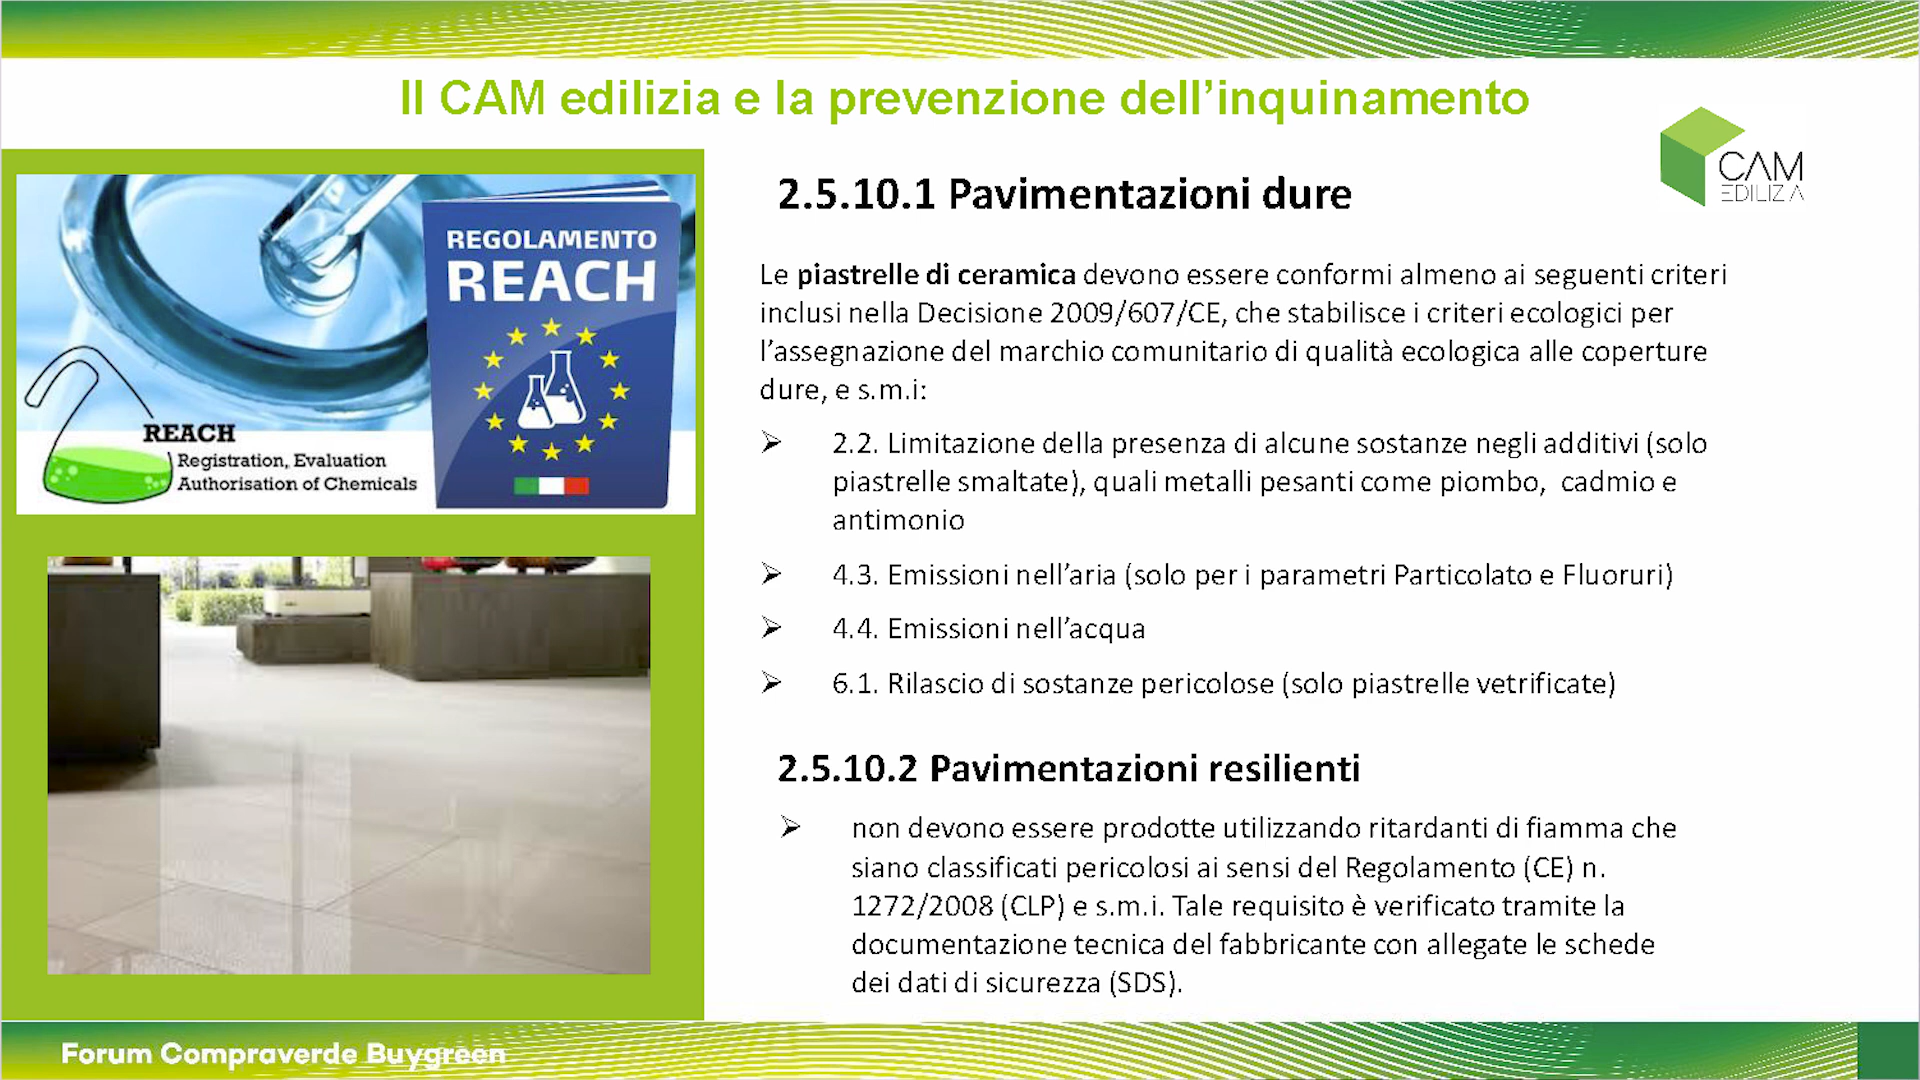 Il CAM edilizia e la prevenzione dell’inquinamento
CAM
EDILIZIA
REGOLAMENTO
REACH
REACH
Registration, Evaluation
Authorisation of Chemicals
2.5.10.1 Pavimentazioni dure
Le piastrelle di ceramica devono essere conformi almeno ai seguenti criteri
inclusi nella Decisione 2009/607/CE, che stabilisce i criteri ecologici per
l’assegnazione del marchio comunitario di qualità ecologica alle coperture
dure, e s.m.i:
➢ 2.2. Limitazione della presenza di alcune sostanze negli additivi (solo
piastrelle smaltate), quali metalli pesanti come piombo, cadmio e
antimonio
➢ 4.3. Emissioni nell’aria (solo per i parametri Particolato e Fluoruri)
➢ 4.4. Emissioni nell’acqua
➢ 6.1. Rilascio di sostanze pericolose (solo piastrelle vetrificate)
2.5.10.2 Pavimentazioni resilienti
➢ non devono essere prodotte utilizzando ritardanti di fiamma che
siano classificati pericolosi ai sensi del Regolamento (CE) n.
1272/2008 (CLP) e s.m.i. Tale requisito è verificato tramite la
documentazione tecnica del fabbricante con allegate le schede
dei dati di sicurezza (SDS).
Forum Compraverde Buygreen